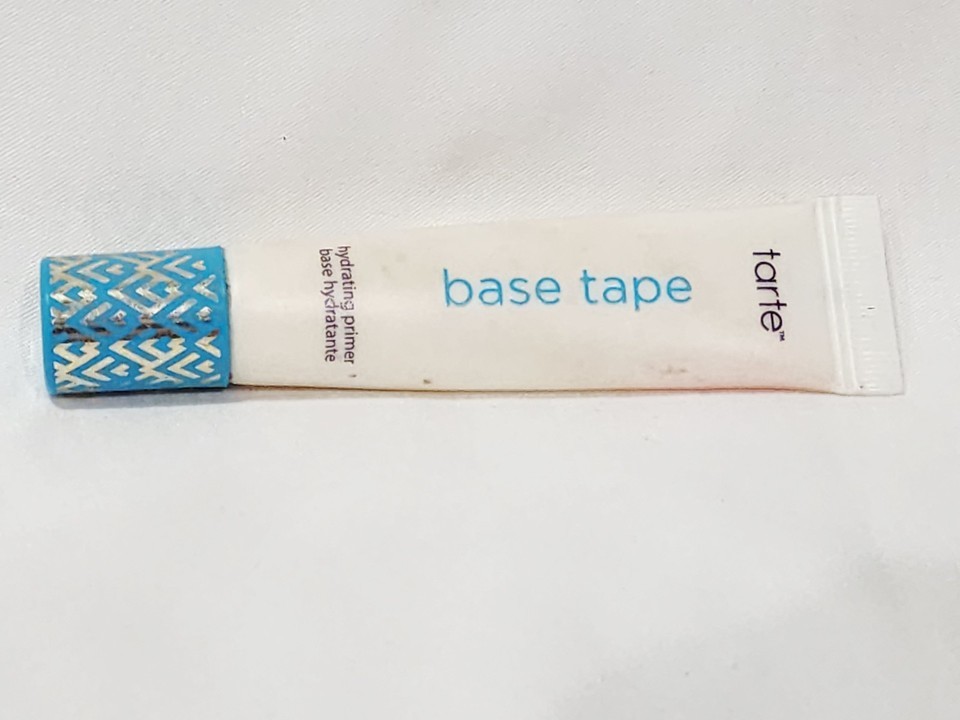 tarte™
base tape
hydrating primer
base hydratante